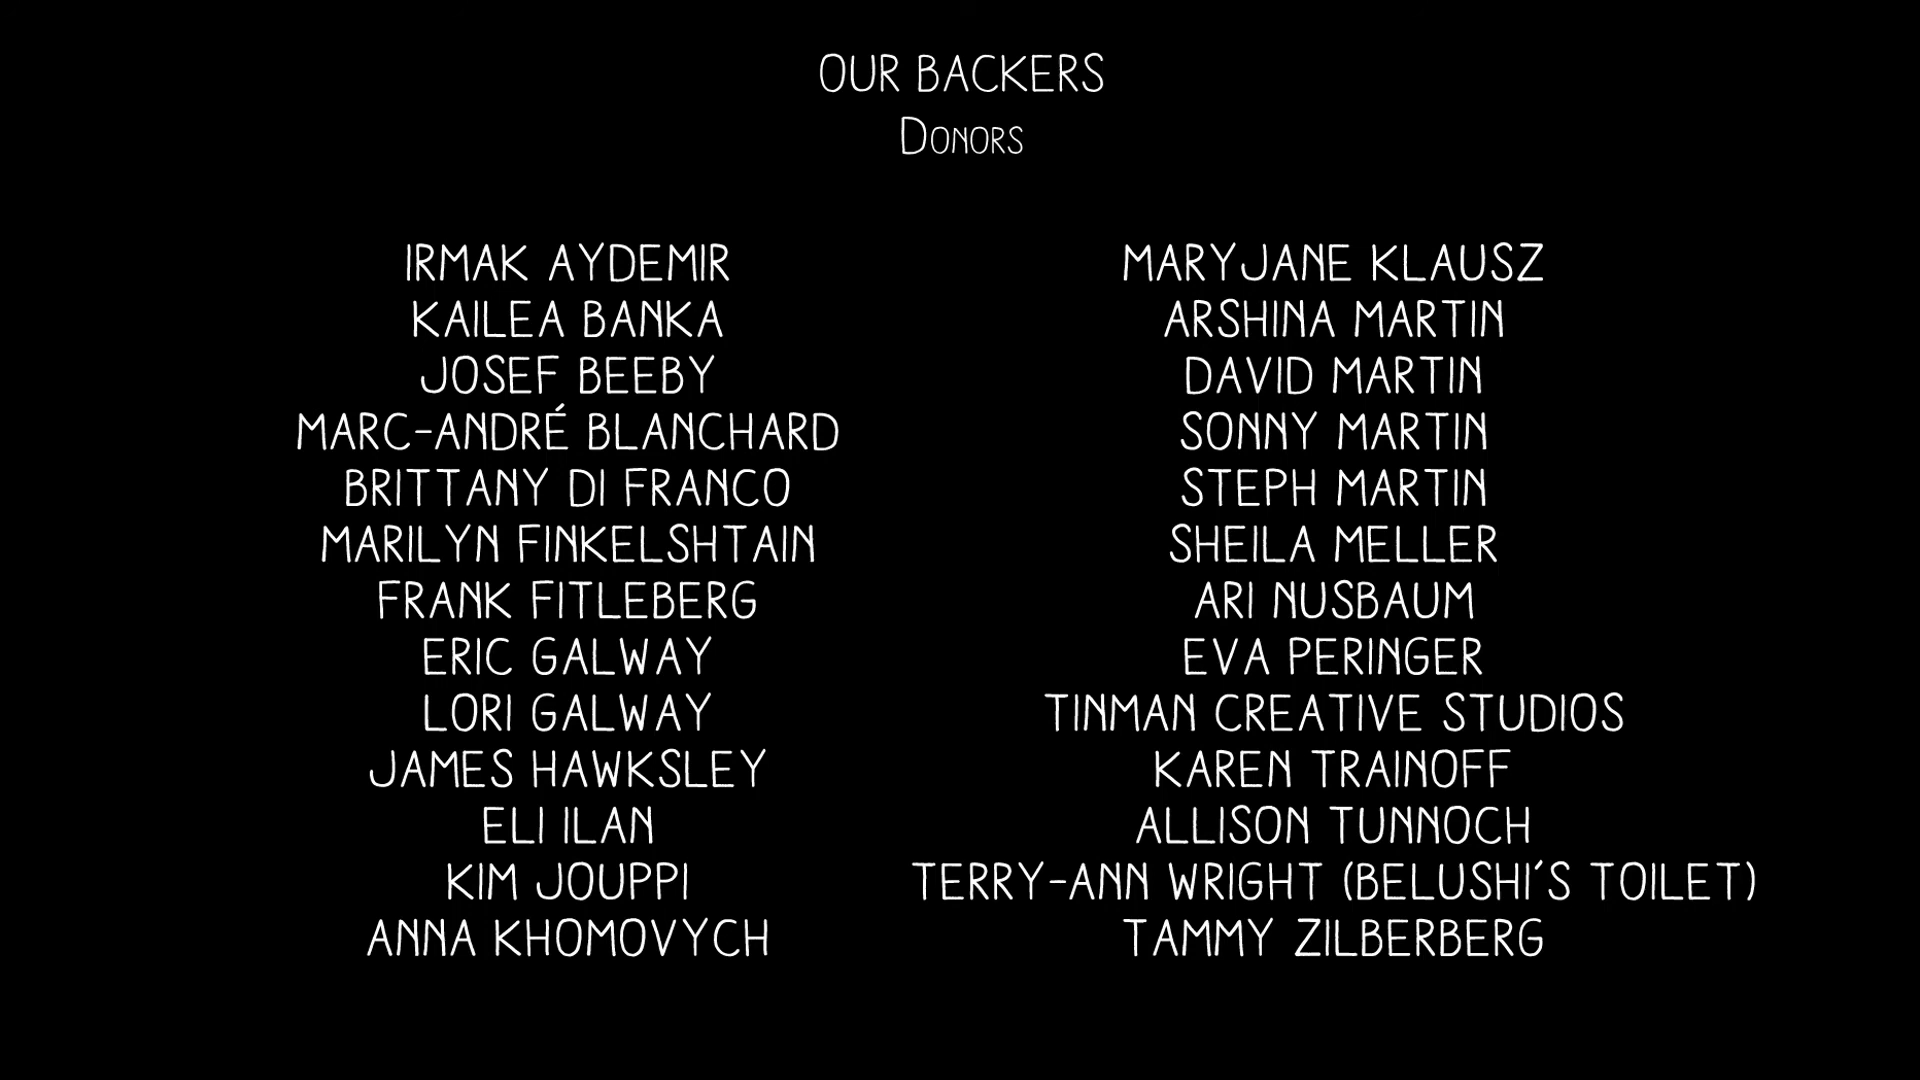 OUR BACKERS
DONORS
IRMAK AYDEMIR
KAILEA BANKA
JOSEF BEEBY
MARC-ANDRÉ BLANCHARD
BRITTANY DI FRANCO
MARILYN FINKELSHTAIN
FRANK FITLEBERG
ERIC GALWAY
LORI GALWAY
JAMES HAWKSLEY
ELI ILAN
KIM JOUPPI
ANNA KHOMOVYCH
MARYJANE KLAUSZ
ARSHINA MARTIN
DAVID MARTIN
SONNY MARTIN
STEPH MARTIN
SHEILA MELLER
ARI NUSBAUM
EVA PERINGER
TINMAN CREATIVE STUDIOS
KAREN TRAINOFF
ALLISON TUNNOCH
TERRY-ANN WRIGHT (BELUSHI'S TOILET)
TAMMY ZILBERBERG